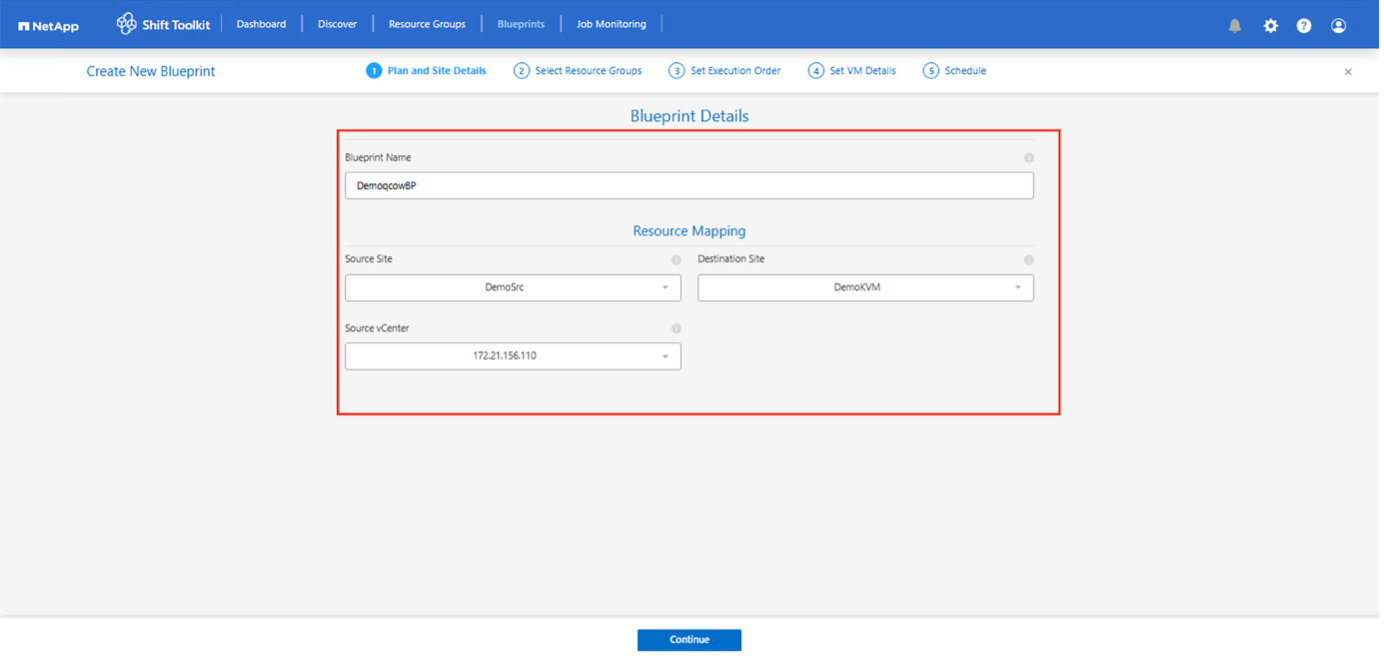 NetApp Shift Toolkit Dashboard Discover Resource Groups Blueprints Job Monitoring ?
Create New Blueprint 1 Plan and Site Details 2 Select Resource Groups 3 Set Execution Order 4 Set VM Details 5 Schedule ×
Blueprint Details
Blueprint Name
DemoqcowBP
Resource Mapping
Source Site Destination Site
DemoSrc DemoKVM
Source vCenter
172.21.156.110
Continue